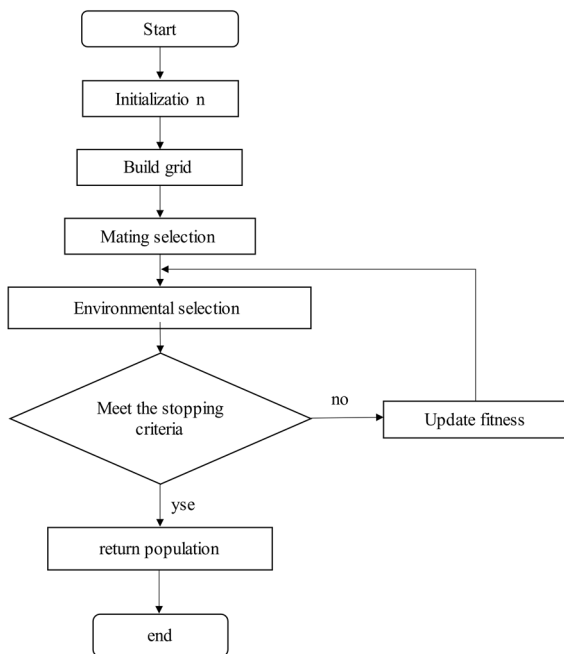 Start
Initializatio n
Build grid
Mating selection
Environmental selection
Meet the stopping
criteria
no
Update fitness
yse
return population
end